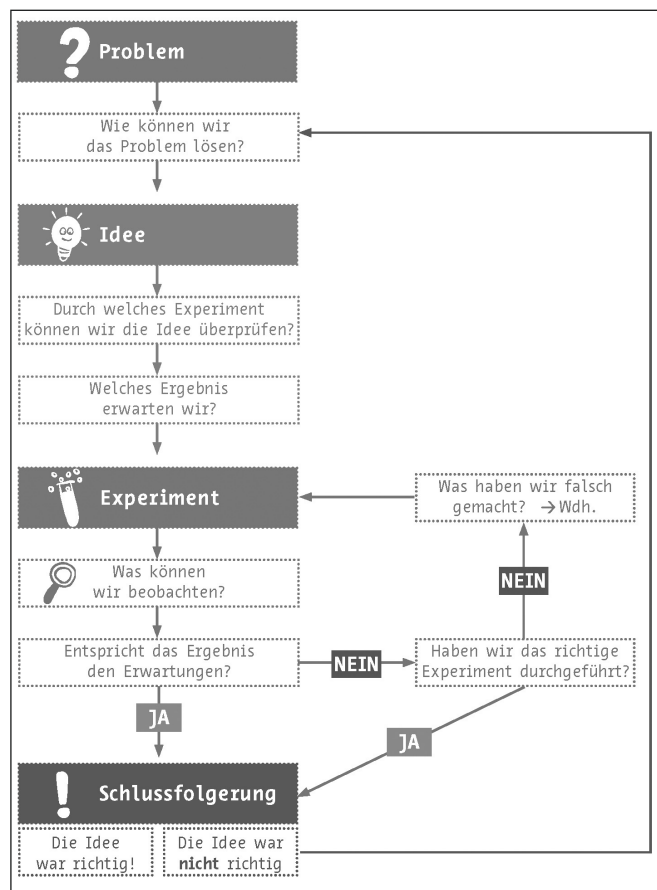 ?
Problem
Wie können wir
das Problem lösen?
Idee
Durch welches Experiment
können wir die Idee überprüfen?
Welches Ergebnis
erwarten wir?
Experiment
Was haben wir falsch
gemacht? → Wdh.
Was können
wir beobachten?
NEIN
Entspricht das Ergebnis
den Erwartungen?
NEIN
Haben wir das richtige
Experiment durchgeführt?
JA
JA
!
Schlussfolgerung
Die Idee
war richtig!
Die Idee war
nicht richtig